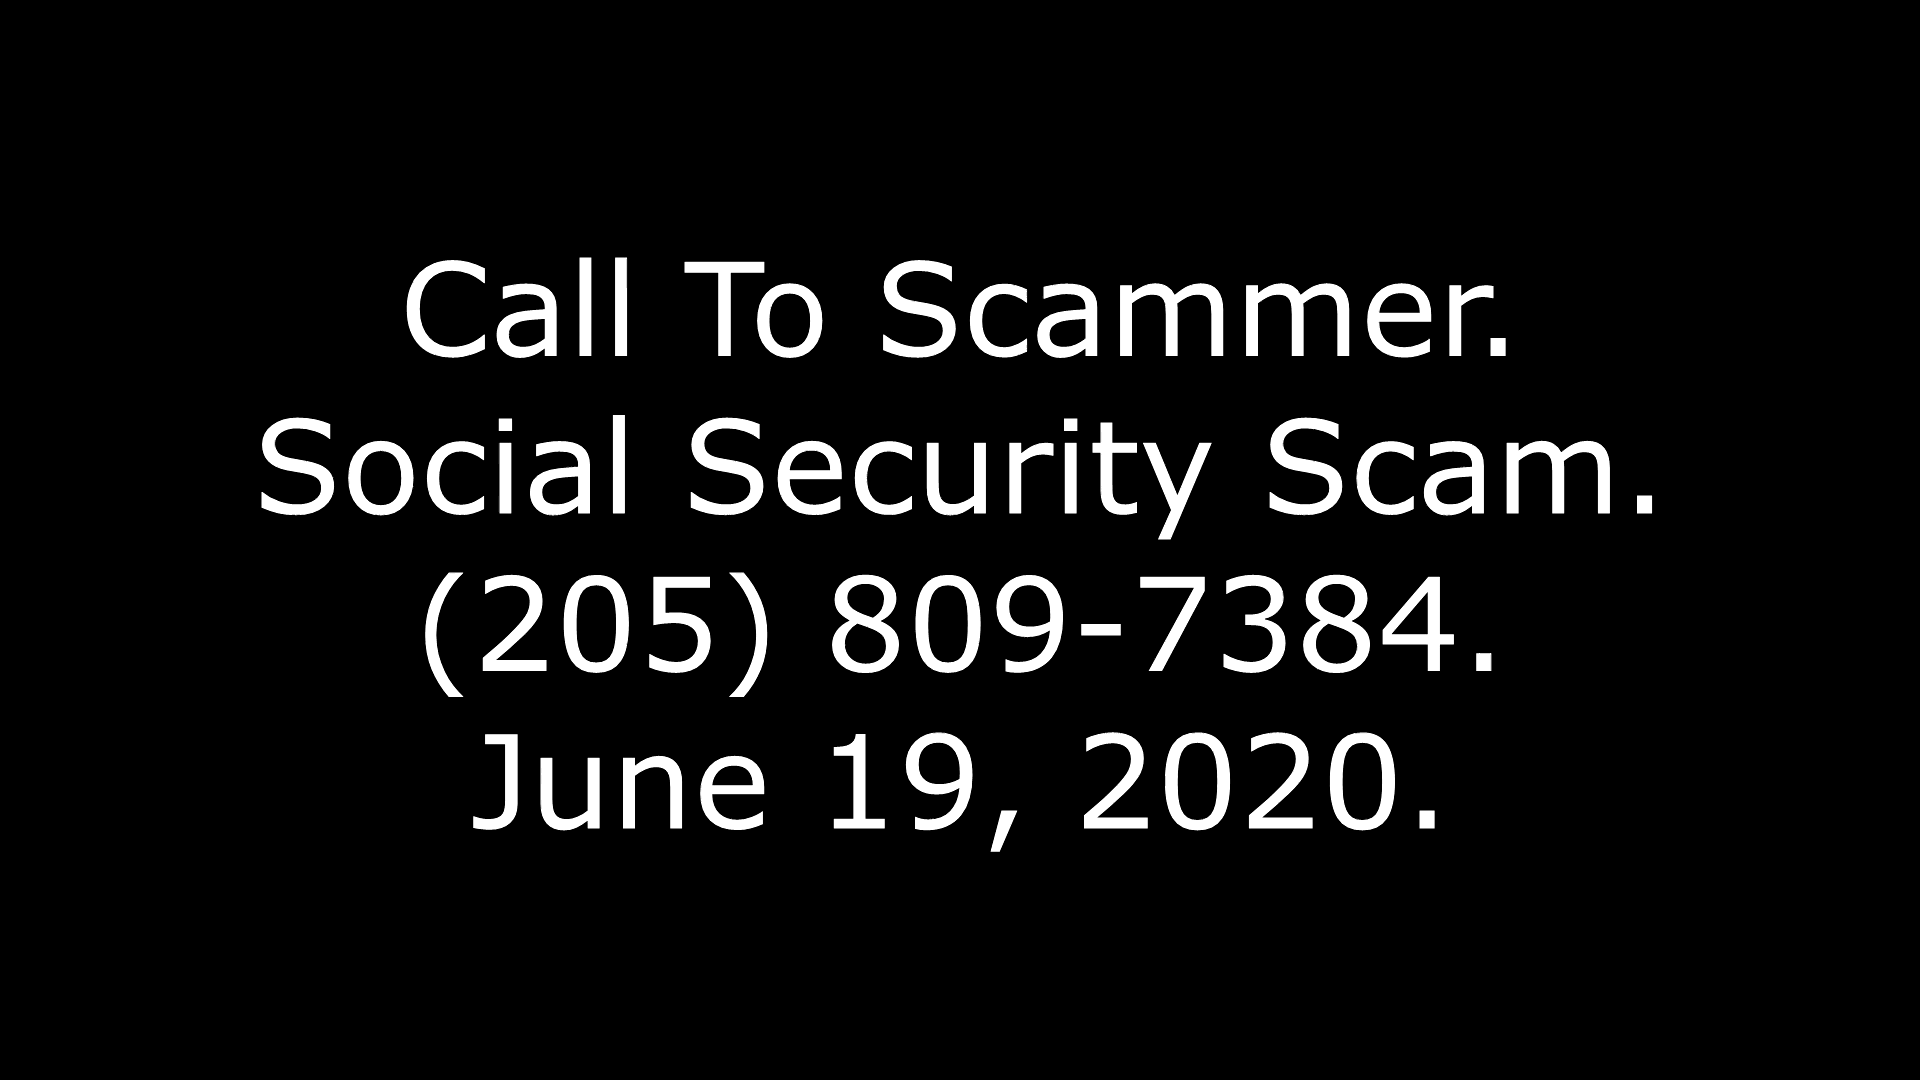 Call To Scammer.
Social Security Scam.
(205) 809-7384.
June 19, 2020.